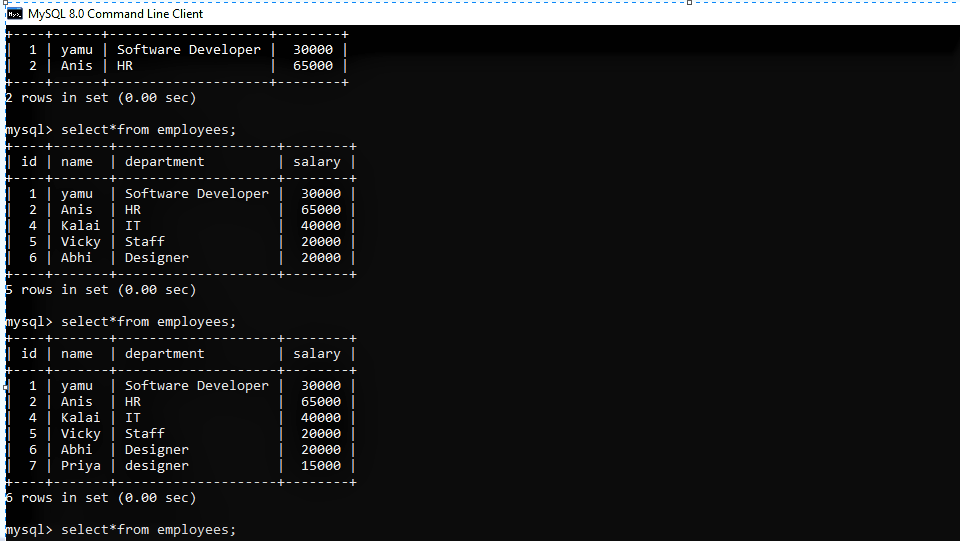 MySQL 8.0 Command Line Client
+----+------+--------------------+--------+
|  1 | yamu | Software Developer |  30000 |
|  2 | Anis | HR                 |  65000 |
+----+------+--------------------+--------+
2 rows in set (0.00 sec)
mysql> select*from employees;
+----+-------+--------------------+--------+
| id | name  | department         | salary |
+----+-------+--------------------+--------+
|  1 | yamu  | Software Developer |  30000 |
|  2 | Anis  | HR                 |  65000 |
|  4 | Kalai | IT                 |  40000 |
|  5 | Vicky | Staff              |  20000 |
|  6 | Abhi  | Designer           |  20000 |
+----+-------+--------------------+--------+
5 rows in set (0.00 sec)
mysql> select*from employees;
+----+-------+--------------------+--------+
| id | name  | department         | salary |
+----+-------+--------------------+--------+
|  1 | yamu  | Software Developer |  30000 |
|  2 | Anis  | HR                 |  65000 |
|  4 | Kalai | IT                 |  40000 |
|  5 | Vicky | Staff              |  20000 |
|  6 | Abhi  | Designer           |  20000 |
|  7 | Priya | designer           |  15000 |
+----+-------+--------------------+--------+
6 rows in set (0.00 sec)
mysql> select*from employees;